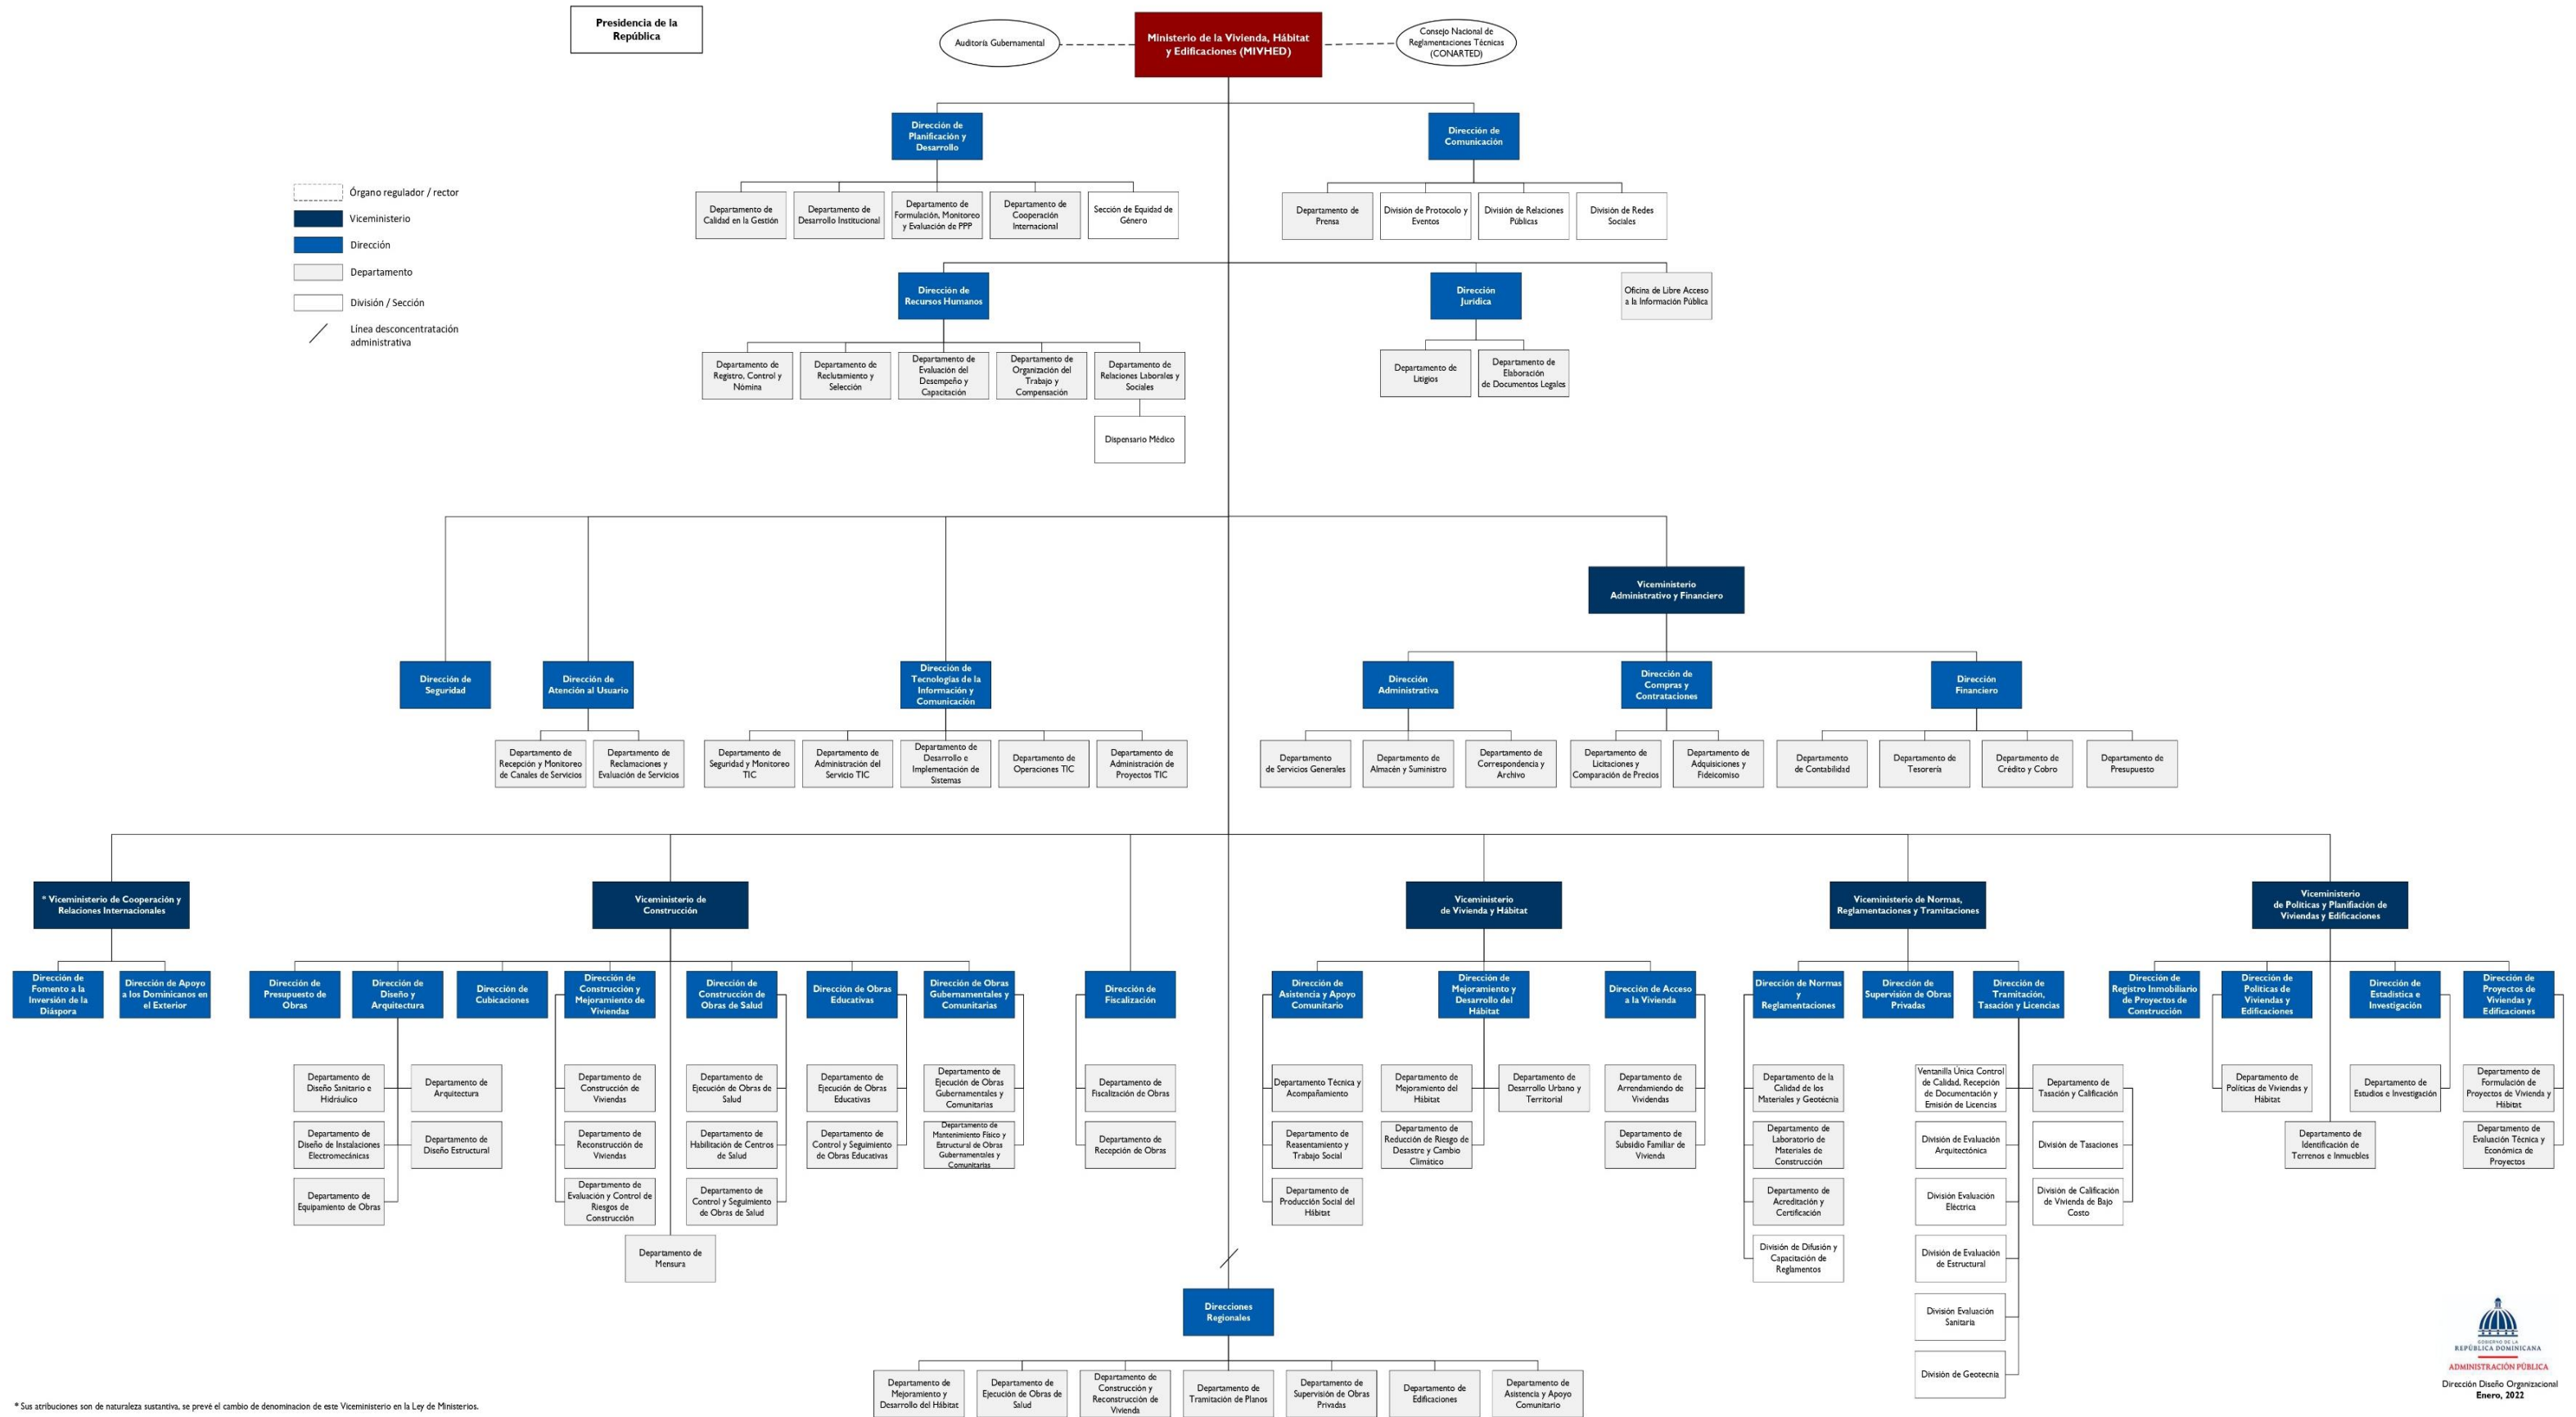 Presidencia de la
República
Auditoría Gubernamental
Ministerio de la Vivienda, Hábitat
y Edificaciones (MIVHED)
Consejo Nacional de
Reglamentaciones Técnicas
(CONARTED)
Dirección de
Planificación y
Desarrollo
Dirección de
Comunicación
Órgano regulador / rector
Viceministerio
Dirección
Departamento
División / Sección
Línea desconcentratación
administrativa
Departamento de
Calidad en la Gestión
Departamento de
Desarrollo Institucional
Departamento de
Formulación, Monitoreo
y Evaluación de PPP
Departamento de
Cooperación
Internacional
Sección de Equidad de
Género
Departamento de
Prensa
División de Protocolo y
Eventos
División de Relaciones
Públicas
División de Redes
Sociales
Dirección de
Recursos Humanos
Dirección
Jurídica
Oficina de Libre Acceso
a la Información Pública
Departamento de
Registro, Control y
Nómina
Departamento de
Reclutamiento y
Selección
Departamento de
Evaluación del
Desempeño y
Capacitación
Departamento de
Organización del
Trabajo y
Compensación
Departamento de
Relaciones Laborales y
Sociales
Departamento de
Litigios
Departamento de
Elaboración
de Documentos Legales
Dispensario Médico
Viceministerio
Administrativo y Financiero
Dirección de
Seguridad
Dirección de
Atención al Usuario
Dirección de
Tecnologías de la
Información y
Comunicación
Dirección
Administrativa
Dirección de
Compras y
Contrataciones
Dirección
Financiero
Departamento de
Recepción y Monitoreo
de Canales de Servicios
Departamento de
Reclamaciones y
Evaluación de Servicios
Departamento de
Seguridad y Monitoreo
TIC
Departamento de
Administración del
Servicio TIC
Departamento de
Desarrollo e
Implementación de
Sistemas
Departamento de
Operaciones TIC
Departamento de
Administración de
Proyectos TIC
Departamento
de Servicios Generales
Departamento de
Almacén y Suministro
Departamento de
Correspondencia y
Archivo
Departamento de
Licitaciones y
Comparación de Precios
Departamento de
Adquisiciones y
Fideicomiso
Departamento
de Contabilidad
Departamento de
Tesorería
Departamento de
Crédito y Cobro
Departamento de
Presupuesto
* Viceministerio de Cooperación y
Relaciones Internacionales
Viceministerio de
Construcción
Viceministerio
de Vivienda y Hábitat
Viceministerio de Normas,
Reglamentaciones y Tramitaciones
Viceministerio
de Políticas y Planifiación de
Viviendas y Edificaciones
Dirección de
Fomento a la
Inversión de la
Diáspora
Dirección de Apoyo
a los Dominicanos en
el Exterior
Dirección de
Presupuesto de
Obras
Dirección de
Diseño y
Arquitectura
Dirección de
Cubicaciones
Dirección de
Construcción y
Mejoramiento de
Viviendas
Dirección de
Construcción de
Obras de Salud
Dirección de Obras
Educativas
Dirección de Obras
Gubernamentales y
Comunitarias
Dirección de
Fiscalización
Dirección de
Asistencia y Apoyo
Comunitario
Dirección de
Mejoramiento y
Desarrollo del
Hábitat
Dirección de Acceso
a la Vivienda
Dirección de Normas
y
Reglamentaciones
Dirección de
Supervisión de Obras
Privadas
Dirección de
Tramitación,
Tasación y Licencias
Dirección de
Registro Inmobiliario
de Proyectos de
Construcción
Dirección de
Políticas de
Viviendas y
Edificaciones
Dirección de
Estadística e
Investigación
Dirección de
Proyectos de
Viviendas y
Edificaciones
Departamento de
Diseño Sanitario e
Hidráulico
Departamento de
Arquitectura
Departamento de
Construcción de
Viviendas
Departamento de
Ejecución de Obras de
Salud
Departamento de
Ejecución de Obras
Educativas
Departamento de
Ejecución de Obras
Gubernamentales y
Comunitarias
Departamento de
Fiscalización de Obras
Departamento Técnica y
Acompañamiento
Departamento de
Mejoramiento del
Hábitat
Departamento de
Desarrollo Urbano y
Territorial
Departamento de
Arrendamiento de
Vividendas
Departamento de la
Calidad de los
Materiales y Geotécnia
Ventanilla Única Control
de Calidad, Recepción
de Documentación y
Emisión de Licencias
Departamento de
Tasación y Calificación
Departamento de
Políticas de Viviendas y
Hábitat
Departamento de
Estudios e Investigación
Departamento de
Formulación de
Proyectos de Vivienda y
Hábitat
Departamento de
Diseño de Instalaciones
Electromecánicas
Departamento de
Diseño Estructural
Departamento de
Reconstrucción de
Viviendas
Departamento de
Habilitación de Centros
de Salud
Departamento de
Control y Seguimiento
de Obras Educativas
Departamento de
Mantenimiento Físico y
Estructural de Obras
Gubernamentales y
Comunitarias
Departamento de
Recepción de Obras
Departamento de
Reasentamiento y
Trabajo Social
Departamento de
Reducción de Riesgo de
Desastre y Cambio
Climático
Departamento de
Subsidio Familiar de
Vivienda
Departamento de
Laboratorio de
Materiales de
Construcción
División de Evaluación
Arquitectónica
División de Tasaciones
Departamento de
Identificación de
Terrenos e Inmuebles
Departamento de
Evaluación Técnica y
Económica de
Proyectos
Departamento de
Equipamiento de Obras
Departamento de
Evaluación y Control de
Riesgos de
Construcción
Departamento de
Control y Seguimiento
de Obras de Salud
Departamento de
Producción Social del
Hábitat
Departamento de
Acreditación y
Certificación
División Evaluación
Eléctrica
División de Calificación
de Vivienda de Bajo
Costo
Departamento de
Mensura
División de Difusión y
Capacitación de
Reglamentos
División de Evaluación
de Estructural
Direcciones
Regionales
División Evaluación
Sanitaria
División de Geotecnia
Departamento de
Mejoramiento y
Desarrollo del Hábitat
Departamento de
Ejecución de Obras de
Salud
Departamento de
Construcción y
Reconstrucción de
Vivienda
Departamento de
Tramitación de Planos
Departamento de
Supervisión de Obras
Privadas
Departamento de
Edificaciones
Departamento de
Asistencia y Apoyo
Comunitario
GOBIERNO DE LA
REPÚBLICA DOMINICANA
ADMINISTRACIÓN PÚBLICA
Dirección Diseño Organizacional
Enero, 2022
* Sus atribuciones son de naturaleza sustantiva, se prevé el cambio de denominacion de este Viceministerio en la Ley de Ministerios.